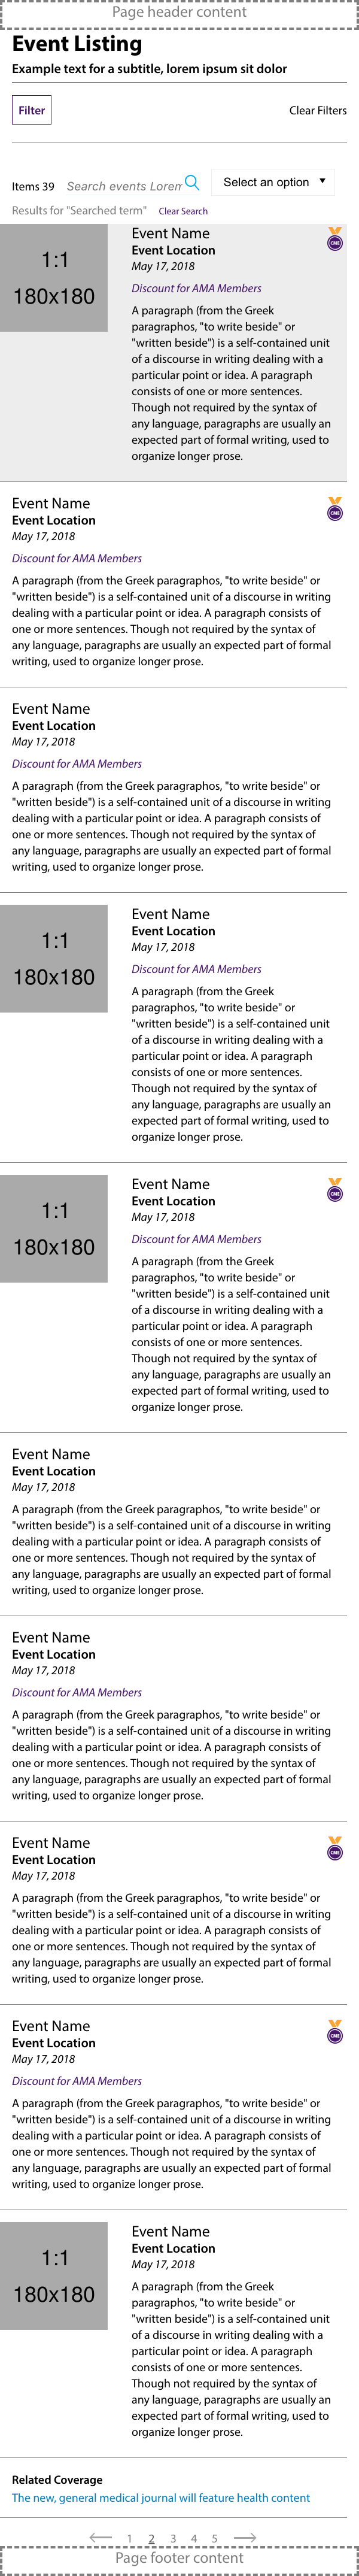 Page header content
Event Listing
Example text for a subtitle, lorem ipsum sit dolor
Filter
Clear Filters
Items 39
Search events Lorem
Select an option
Results for "Searched term"
Clear Search
1:1
180x180
Event Name
CME
Event Location
May 17, 2018
Discount for AMA Members
A paragraph (from the Greek
paragraphos, "to write beside" or
"written beside") is a self-contained unit
of a discourse in writing dealing with a
particular point or idea. A paragraph
consists of one or more sentences.
Though not required by the syntax of
any language, paragraphs are usually an
expected part of formal writing, used to
organize longer prose.
Event Name
CME
Event Location
May 17, 2018
Discount for AMA Members
A paragraph (from the Greek paragraphos, "to write beside" or
"written beside") is a self-contained unit of a discourse in writing
dealing with a particular point or idea. A paragraph consists of
one or more sentences. Though not required by the syntax of
any language, paragraphs are usually an expected part of formal
writing, used to organize longer prose.
Event Name
Event Location
May 17, 2018
Discount for AMA Members
A paragraph (from the Greek paragraphos, "to write beside" or
"written beside") is a self-contained unit of a discourse in writing
dealing with a particular point or idea. A paragraph consists of
one or more sentences. Though not required by the syntax of
any language, paragraphs are usually an expected part of formal
writing, used to organize longer prose.
1:1
180x180
Event Name
Event Location
May 17, 2018
Discount for AMA Members
A paragraph (from the Greek
paragraphos, "to write beside" or
"written beside") is a self-contained unit
of a discourse in writing dealing with a
particular point or idea. A paragraph
consists of one or more sentences.
Though not required by the syntax of
any language, paragraphs are usually an
expected part of formal writing, used to
organize longer prose.
1:1
180x180
Event Name
CME
Event Location
May 17, 2018
Discount for AMA Members
A paragraph (from the Greek
paragraphos, "to write beside" or
"written beside") is a self-contained unit
of a discourse in writing dealing with a
particular point or idea. A paragraph
consists of one or more sentences.
Though not required by the syntax of
any language, paragraphs are usually an
expected part of formal writing, used to
organize longer prose.
Event Name
Event Location
May 17, 2018
A paragraph (from the Greek paragraphos, "to write beside" or
"written beside") is a self-contained unit of a discourse in writing
dealing with a particular point or idea. A paragraph consists of
one or more sentences. Though not required by the syntax of
any language, paragraphs are usually an expected part of formal
writing, used to organize longer prose.
Event Name
Event Location
May 17, 2018
Discount for AMA Members
A paragraph (from the Greek paragraphos, "to write beside" or
"written beside") is a self-contained unit of a discourse in writing
dealing with a particular point or idea. A paragraph consists of
one or more sentences. Though not required by the syntax of
any language, paragraphs are usually an expected part of formal
writing, used to organize longer prose.
Event Name
CME
Event Location
May 17, 2018
A paragraph (from the Greek paragraphos, "to write beside" or
"written beside") is a self-contained unit of a discourse in writing
dealing with a particular point or idea. A paragraph consists of
one or more sentences. Though not required by the syntax of
any language, paragraphs are usually an expected part of formal
writing, used to organize longer prose.
Event Name
CME
Event Location
May 17, 2018
Discount for AMA Members
A paragraph (from the Greek paragraphos, "to write beside" or
"written beside") is a self-contained unit of a discourse in writing
dealing with a particular point or idea. A paragraph consists of
one or more sentences. Though not required by the syntax of
any language, paragraphs are usually an expected part of formal
writing, used to organize longer prose.
1:1
180x180
Event Name
Event Location
May 17, 2018
A paragraph (from the Greek
paragraphos, "to write beside" or
"written beside") is a self-contained unit
of a discourse in writing dealing with a
particular point or idea. A paragraph
consists of one or more sentences.
Though not required by the syntax of
any language, paragraphs are usually an
expected part of formal writing, used to
organize longer prose.
Related Coverage
The new, general medical journal will feature health content
1 2 3 4 5
Page footer content